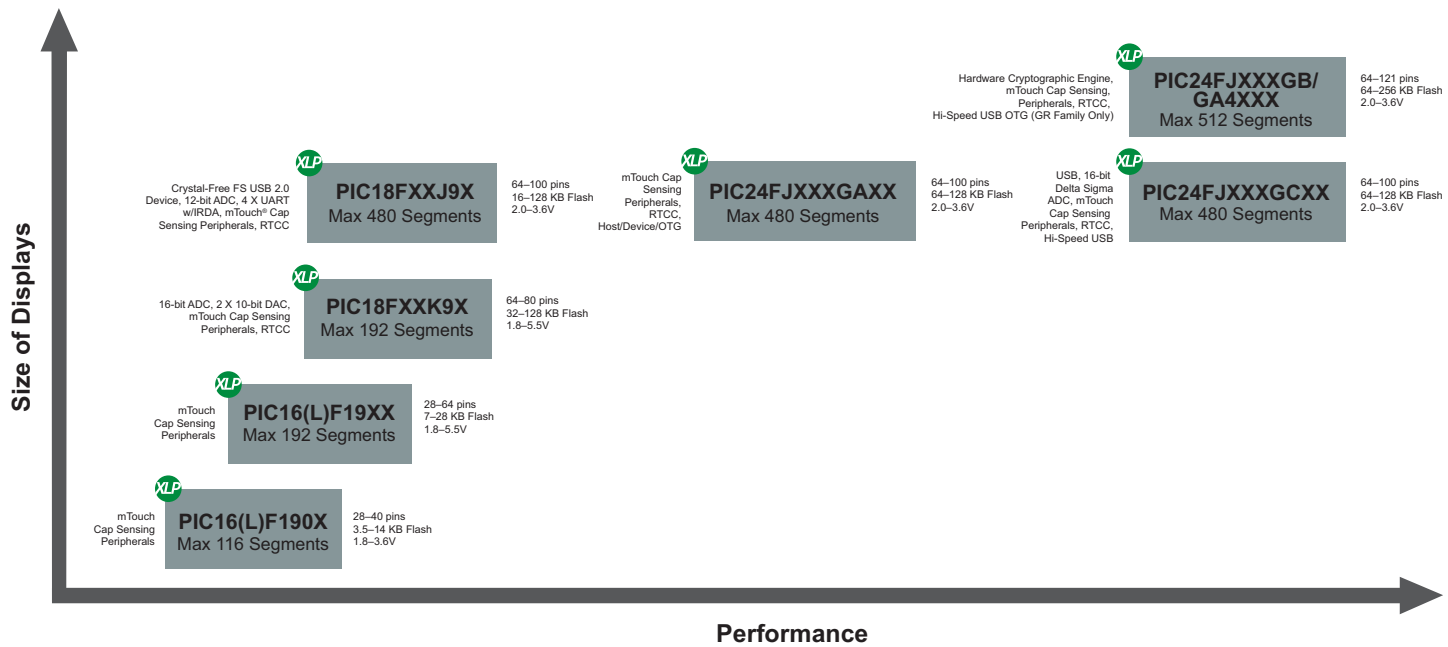 Size of Displays
XLP
Hardware Cryptographic Engine,
mTouch Cap Sensing,
Peripherals, RTCC,
Hi-Speed USB OTG (GR Family Only)
PIC24FJXXXGB/
GA4XXX
Max 512 Segments
64–121 pins
64–256 KB Flash
2.0–3.6V
XLP
Crystal-Free FS USB 2.0
Device, 12-bit ADC, 4 X UART
w/IRDA, mTouch® Cap
Sensing Peripherals, RTCC
PIC18FXXJ9X
Max 480 Segments
64–100 pins
16–128 KB Flash
2.0–3.6V
XLP
mTouch Cap
Sensing
Peripherals,
RTCC,
Host/Device/OTG
PIC24FJXXXGAXX
Max 480 Segments
64–100 pins
64–128 KB Flash
2.0–3.6V
XLP
USB, 16-bit
Delta Sigma
ADC, mTouch
Cap Sensing
Peripherals, RTCC,
Hi-Speed USB
PIC24FJXXXGCXX
Max 480 Segments
64–100 pins
64–128 KB Flash
2.0–3.6V
XLP
16-bit ADC, 2 X 10-bit DAC,
mTouch Cap Sensing
Peripherals, RTCC
PIC18FXXK9X
Max 192 Segments
64–80 pins
32–128 KB Flash
1.8–5.5V
XLP
mTouch
Cap Sensing
Peripherals
PIC16(L)F19XX
Max 192 Segments
28–64 pins
7–28 KB Flash
1.8–5.5V
XLP
mTouch
Cap Sensing
Peripherals
PIC16(L)F190X
Max 116 Segments
28–40 pins
3.5–14 KB Flash
1.8–3.6V
Performance